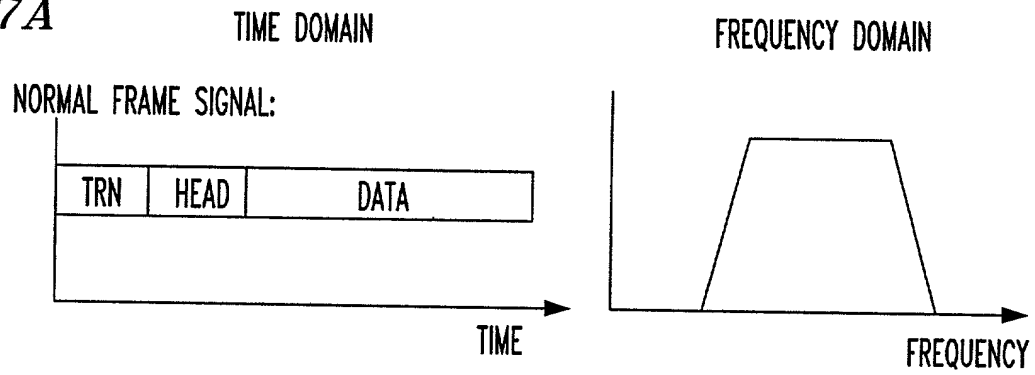 7A
TIME DOMAIN
FREQUENCY DOMAIN
NORMAL FRAME SIGNAL:
TRN HEAD DATA
TIME
FREQUENCY